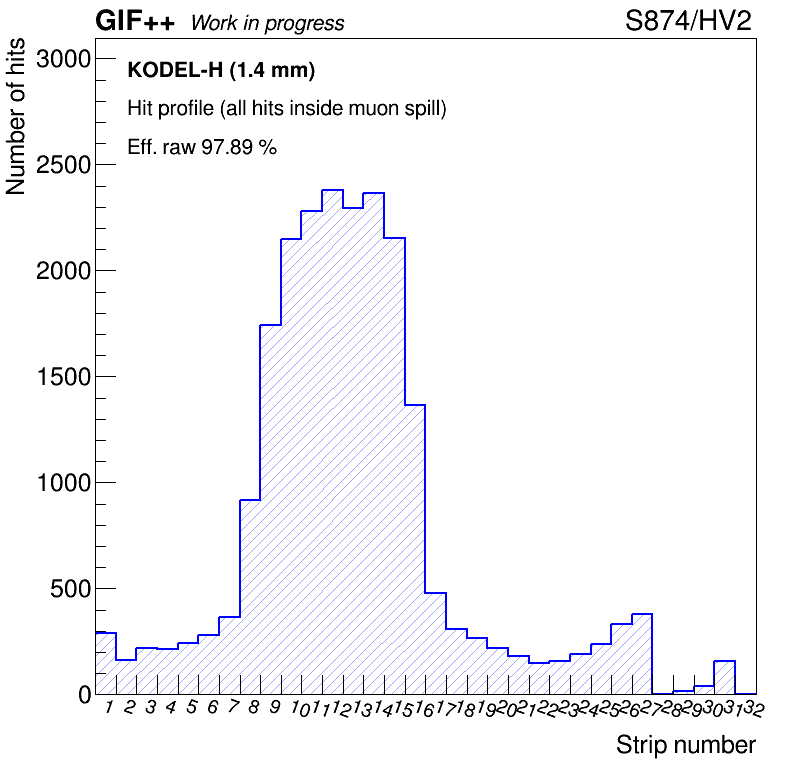 GIF++ Work in progress S874/HV2
Number of hits
KODEL-H (1.4 mm)
Hit profile (all hits inside muon spill)
Eff. raw 97.89 %
3000
2500
2000
1500
1000
500
0
1 2 3 4 5 6 7 8 9 10 11 12 13 14 15 16 17 18 19 20 21 22 23 24 25 26 27 28 29 30 31 32
Strip number